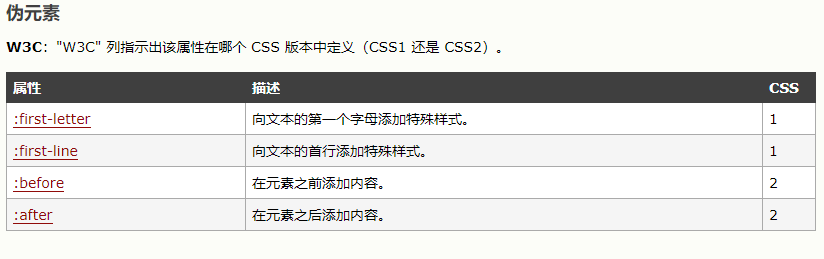 伪元素
W3C："W3C" 列指示出该属性在哪个 CSS 版本中定义（CSS1 还是 CSS2）。
属性 描述 CSS
:first-letter 向文本的第一个字母添加特殊样式。 1
:first-line 向文本的首行添加特殊样式。 1
:before 在元素之前添加内容。 2
:after 在元素之后添加内容。 2